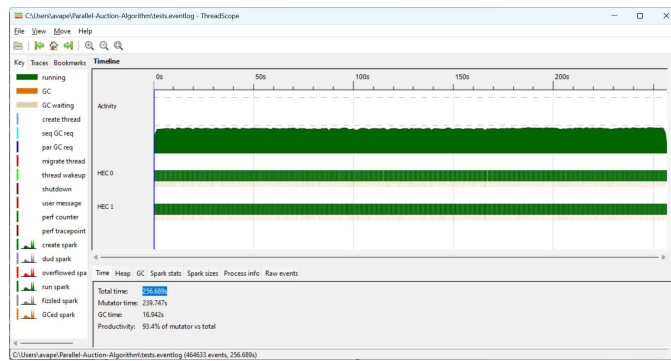 C:\Users\avape\Parallel-Auction-Algorithm\tests.eventlog - ThreadScope
File View Move Help
Key Traces Bookmarks
Timeline
running
GC
GC waiting
create thread
seq GC req
par GC req
migrate thread
thread wakeup
shutdown
user message
perf counter
perf tracepoint
create spark
dud spark
overflowed spa
run spark
fizzled spark
GCed spark
0s 50s 100s 150s 200s
Activity
HEC 0
HEC 1
Time Heap GC Spark stats Spark sizes Process info Raw events
Total time: 256.689s
Mutator time: 239.747s
GC time: 16.942s
Productivity: 93.4% of mutator vs total
C:\Users\avape\Parallel-Auction-Algorithm\tests.eventlog (464633 events, 256.689s)